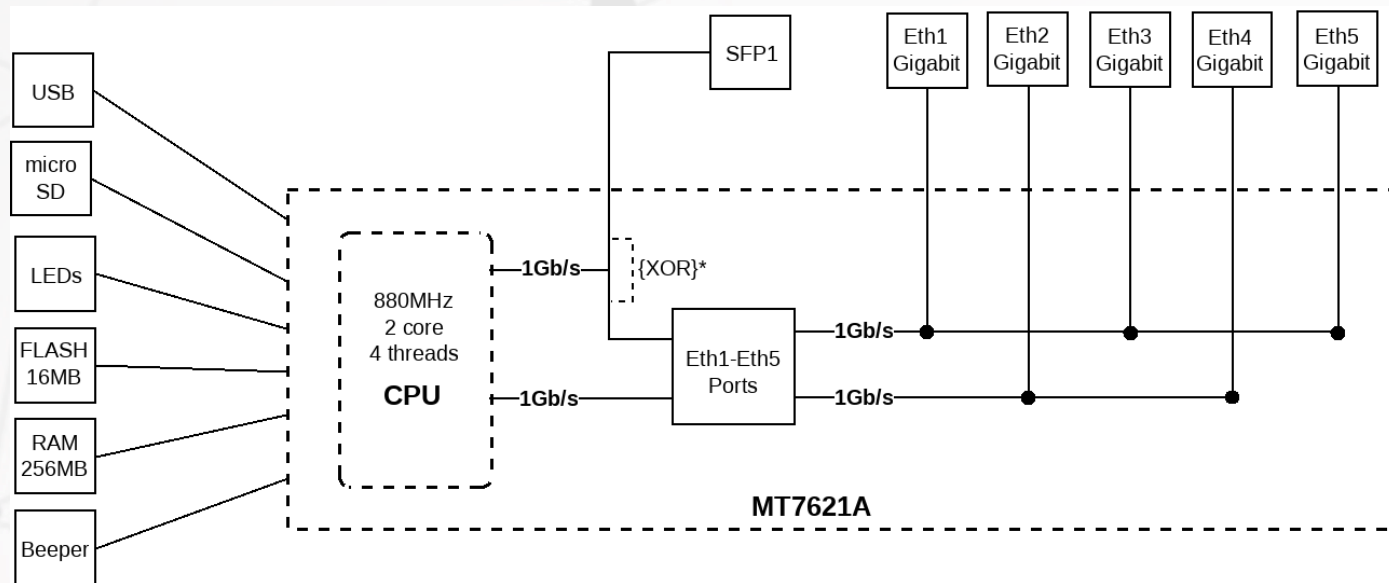 SFP1
Eth1
Gigabit
Eth2
Gigabit
Eth3
Gigabit
Eth4
Gigabit
Eth5
Gigabit
USB
micro
SD
LEDs
FLASH
16MB
RAM
256MB
Beeper
880MHz
2 core
4 threads
CPU
1Gb/s
{XOR}*
1Gb/s
Eth1-Eth5
Ports
1Gb/s
1Gb/s
MT7621A